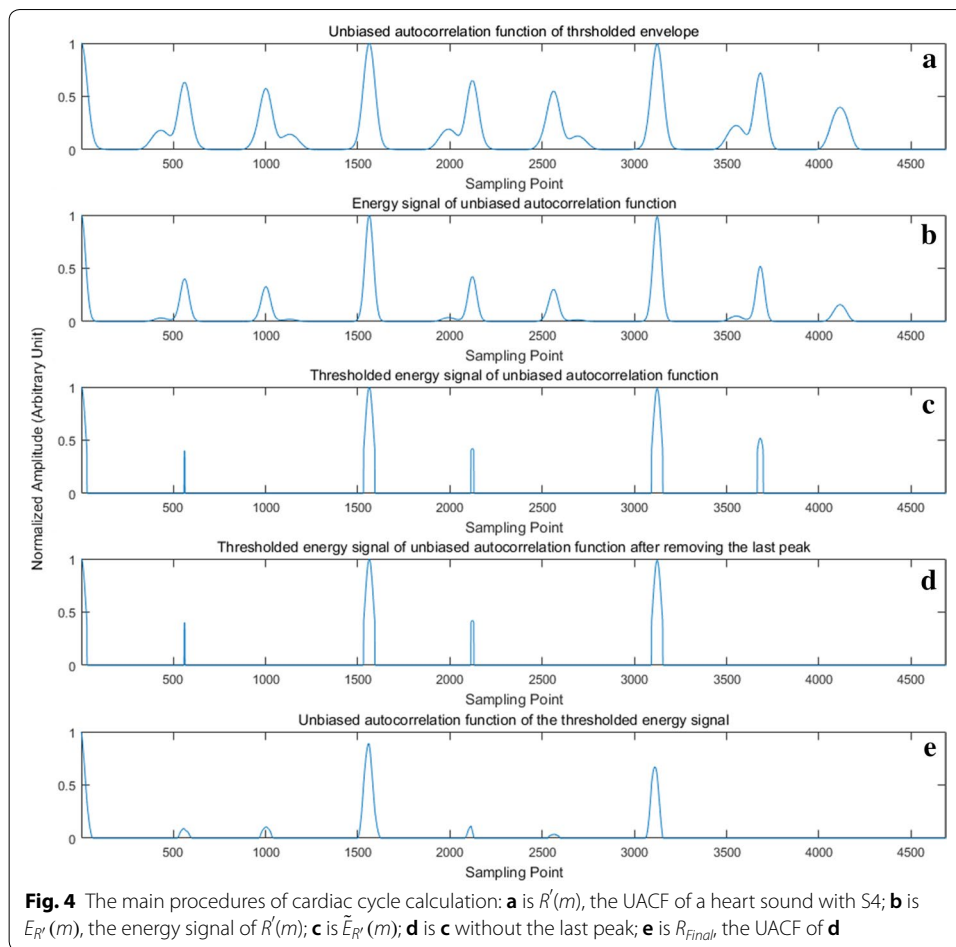 Unbiased autocorrelation function of thrsholded envelope
a
1
0.5
0
500 1000 1500 2000 2500 3000 3500 4000 4500
Sampling Point
Energy signal of unbiased autocorrelation function
b
1
0.5
0
500 1000 1500 2000 2500 3000 3500 4000 4500
Sampling Point
Normalized Amplitude (Arbitrary Unit)
Thresholded energy signal of unbiased autocorrelation function
c
1
0.5
0
500 1000 1500 2000 2500 3000 3500 4000 4500
Sampling Point
Thresholded energy signal of unbiased autocorrelation function after removing the last peak
d
1
0.5
0
500 1000 1500 2000 2500 3000 3500 4000 4500
Sampling Point
Unbiased autocorrelation function of the thresholded energy signal
e
1
0.5
0
500 1000 1500 2000 2500 3000 3500 4000 4500
Sampling Point
Fig. 4 The main procedures of cardiac cycle calculation: a is R′(m), the UACF of a heart sound with S4; b is
E_R′(m), the energy signal of R′(m); c is Ẽ_R′(m); d is c without the last peak; e is R_Final, the UACF of d